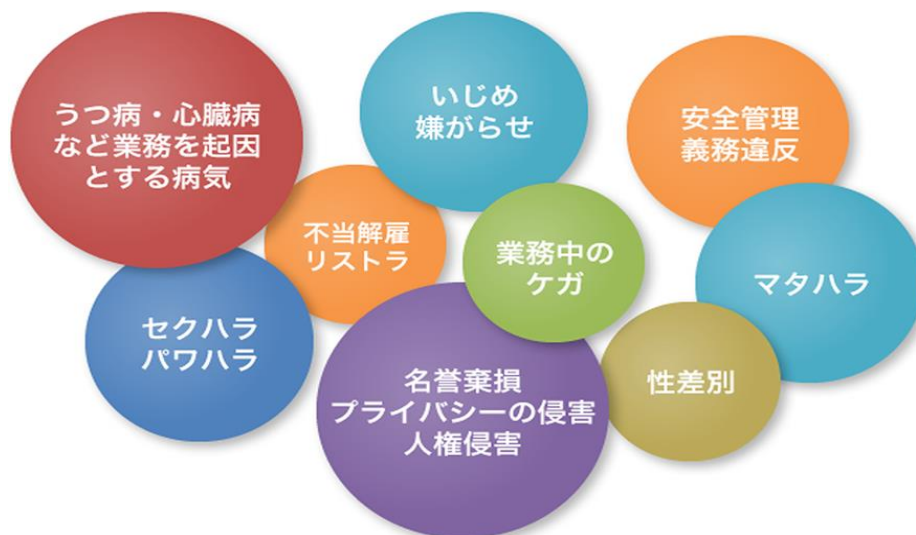 うつ病・心臓病
など業務を起因
とする病気
いじめ
嫌がらせ
安全管理
義務違反
不当解雇
リストラ
業務中の
ケガ
マタハラ
セクハラ
パワハラ
名誉棄損
プライバシーの侵害
人権侵害
性差別